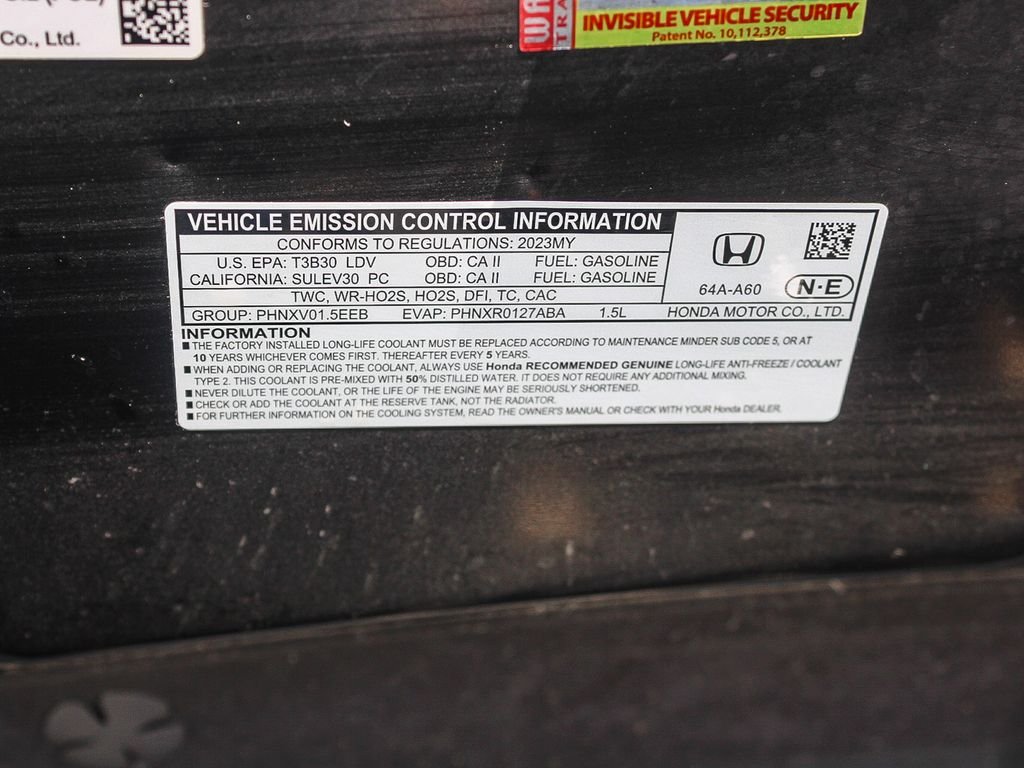 Co., Ltd.
INVISIBLE VEHICLE SECURITY
Patent No. 10,112,378
VEHICLE EMISSION CONTROL INFORMATION
CONFORMS TO REGULATIONS: 2023MY
U.S. EPA: T3B30 LDV OBD: CA II FUEL: GASOLINE
CALIFORNIA: SULEV30 PC OBD: CA II FUEL: GASOLINE
TWC, WR-HO2S, HO2S, DFI, TC, CAC
64A-A60 N·E
GROUP: PHNXV01.5EEB EVAP: PHNXR0127ABA 1.5L HONDA MOTOR CO., LTD.
INFORMATION
■ THE FACTORY INSTALLED LONG-LIFE COOLANT MUST BE REPLACED ACCORDING TO MAINTENANCE MINDER SUB CODE 5, OR AT
10 YEARS WHICHEVER COMES FIRST. THEREAFTER EVERY 5 YEARS.
■ WHEN ADDING OR REPLACING THE COOLANT, ALWAYS USE Honda RECOMMENDED GENUINE LONG-LIFE ANTI-FREEZE / COOLANT
TYPE 2. THIS COOLANT IS PRE-MIXED WITH 50% DISTILLED WATER. IT DOES NOT REQUIRE ANY ADDITIONAL MIXING.
■ NEVER DILUTE THE COOLANT, OR THE LIFE OF THE ENGINE MAY BE SERIOUSLY SHORTENED.
■ CHECK OR ADD THE COOLANT AT THE RESERVE TANK, NOT THE RADIATOR.
■ FOR FURTHER INFORMATION ON THE COOLING SYSTEM, READ THE OWNER'S MANUAL OR CHECK WITH YOUR Honda DEALER.